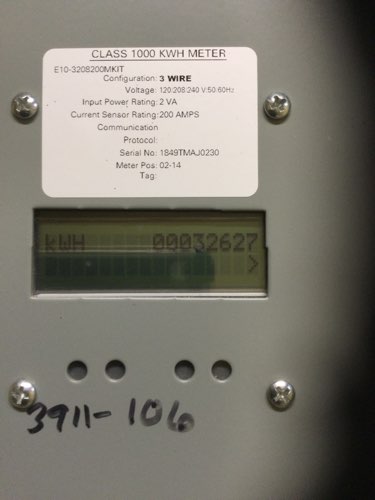 CLASS 1000 KWH METER
E10-3208200MKIT
Configuration: 3 WIRE
Voltage: 120:208:240 V:50:60Hz
Input Power Rating: 2 VA
Current Sensor Rating: 200 AMPS
Communication
Protocol:
Serial No: 1849TMAJ0230
Meter Pos: 02-14
Tag:
kWH 00032627
>
3911-106